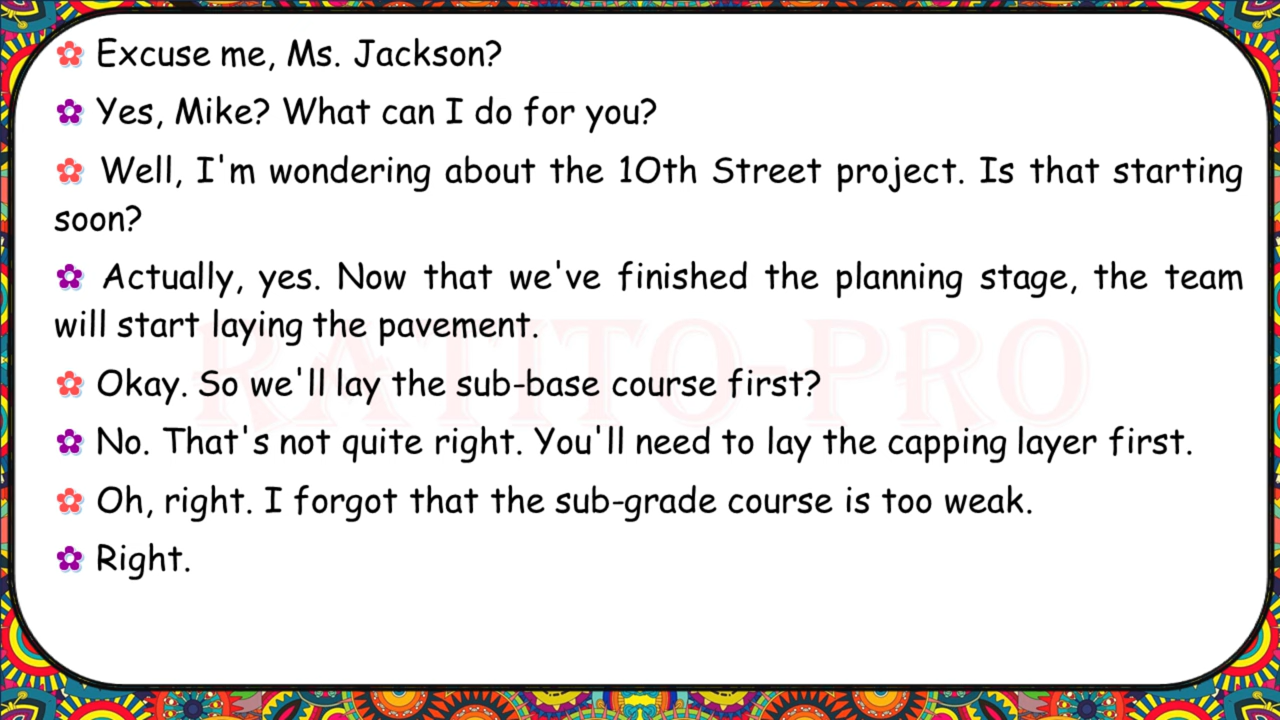 Excuse me, Ms. Jackson?
Yes, Mike? What can I do for you?
Well, I'm wondering about the 10th Street project. Is that starting
soon?
Actually, yes. Now that we've finished the planning stage, the team
will start laying the pavement.
Okay. So we'll lay the sub-base course first?
No. That's not quite right. You'll need to lay the capping layer first.
Oh, right. I forgot that the sub-grade course is too weak.
Right.
RATITO-PRO